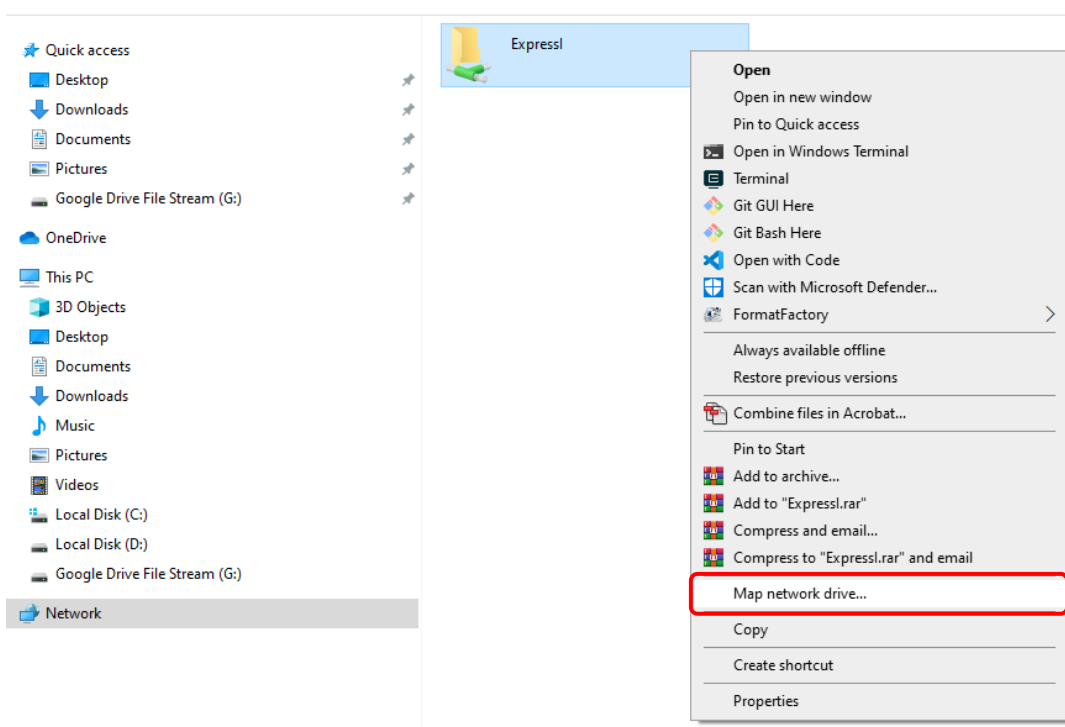 Quick access
Desktop
Downloads
Documents
Pictures
Google Drive File Stream (G:)
OneDrive
This PC
3D Objects
Desktop
Documents
Downloads
Music
Pictures
Videos
Local Disk (C:)
Local Disk (D:)
Google Drive File Stream (G:)
Network
Expressl
Open
Open in new window
Pin to Quick access
Open in Windows Terminal
Terminal
Git GUI Here
Git Bash Here
Open with Code
Scan with Microsoft Defender...
FormatFactory
Always available offline
Restore previous versions
Combine files in Acrobat...
Pin to Start
Add to archive...
Add to "Expressl.rar"
Compress and email...
Compress to "Expressl.rar" and email
Map network drive...
Copy
Create shortcut
Properties